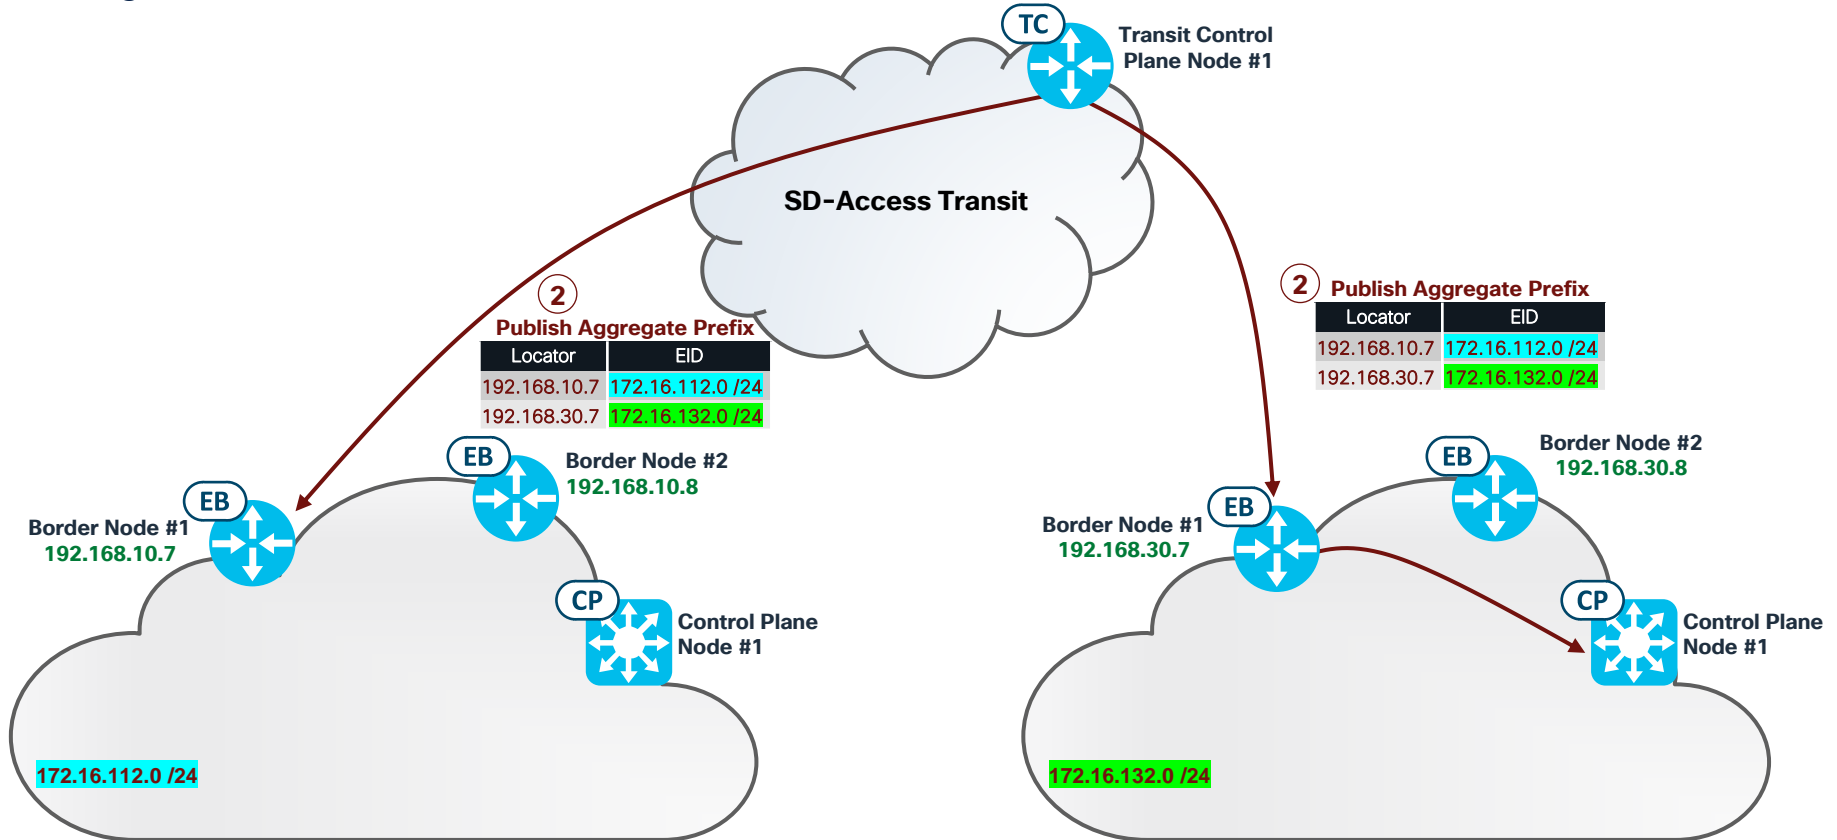 TC
Transit Control
Plane Node #1
SD-Access Transit
2
Publish Aggregate Prefix
Locator EID
192.168.10.7 172.16.112.0 /24
192.168.30.7 172.16.132.0 /24
2
Publish Aggregate Prefix
Locator EID
192.168.10.7 172.16.112.0 /24
192.168.30.7 172.16.132.0 /24
EB
Border Node #1
192.168.10.7
EB
Border Node #2
192.168.10.8
CP
Control Plane
Node #1
172.16.112.0 /24
EB
Border Node #1
192.168.30.7
EB
Border Node #2
192.168.30.8
CP
Control Plane
Node #1
172.16.132.0 /24